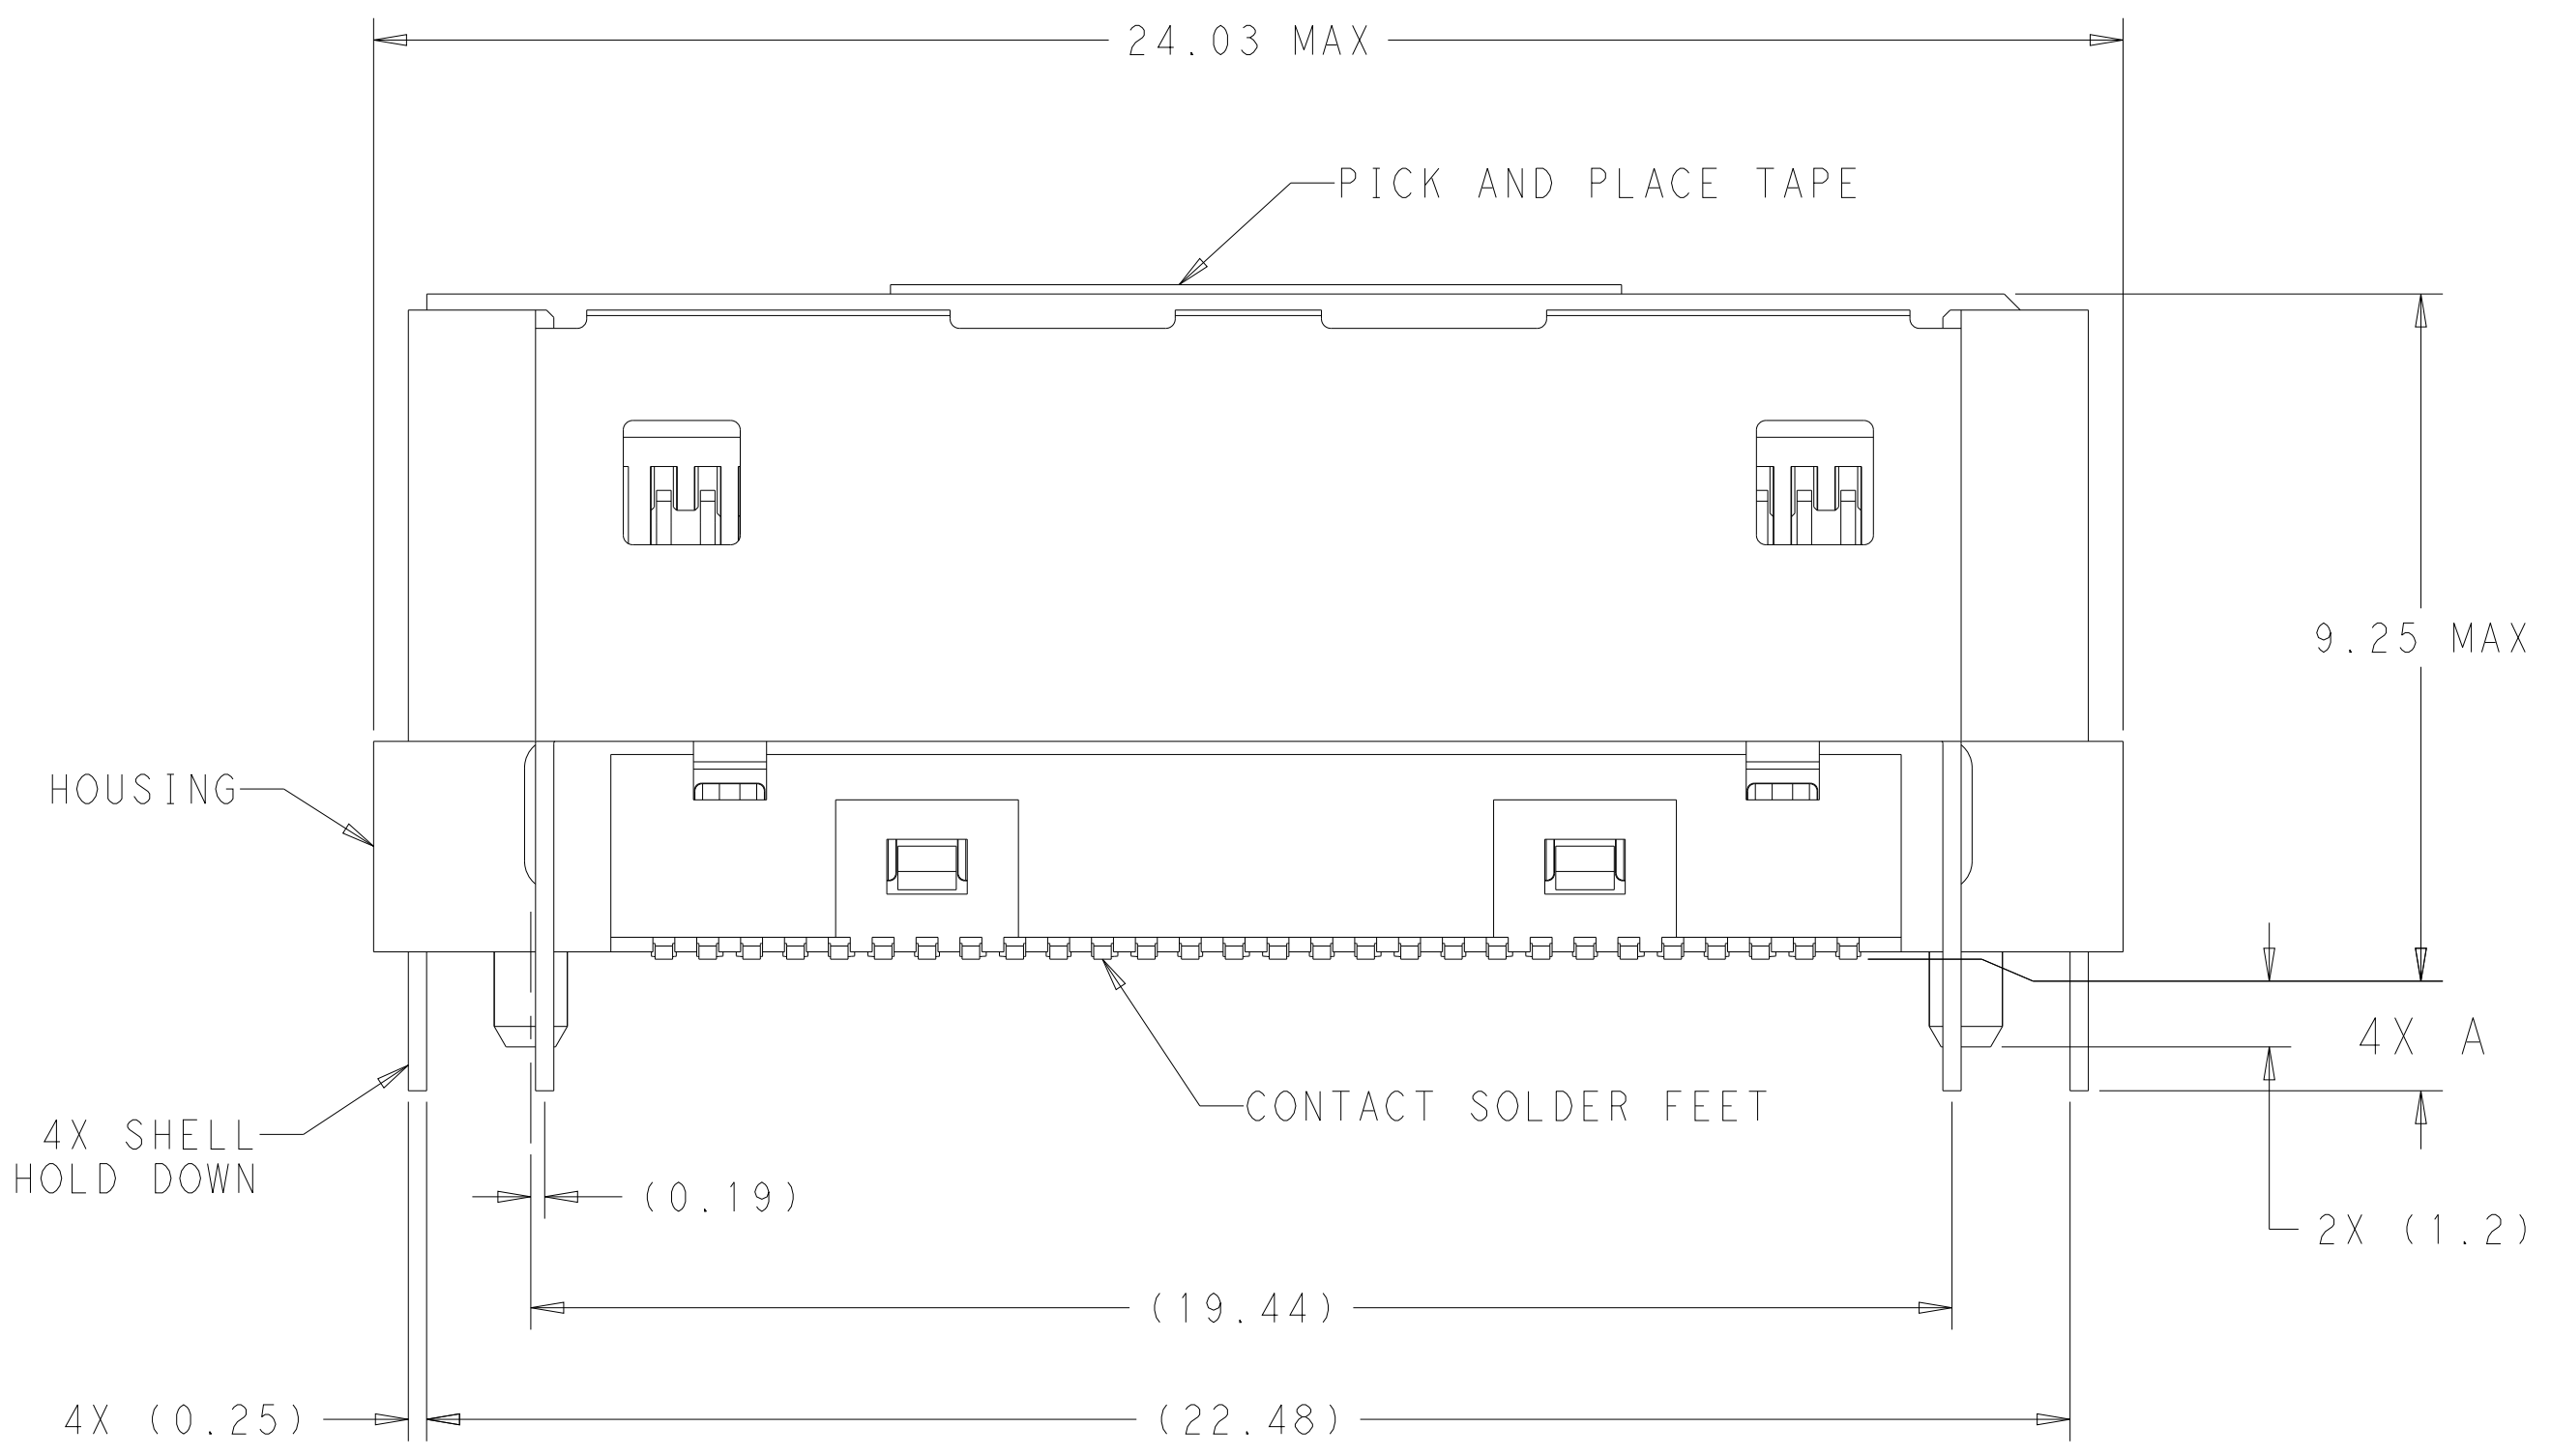 24.03 MAX
PICK AND PLACE TAPE
9.25 MAX
HOUSING
4X A
CONTACT SOLDER FEET
4X SHELL
HOLD DOWN
(0.19)
2X (1.2)
(19.44)
4X (0.25)
(22.48)